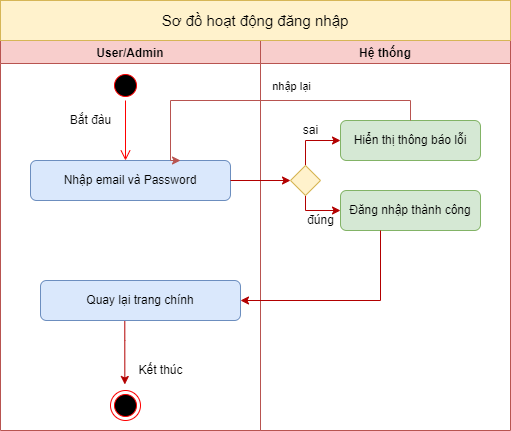 Sơ đồ hoạt động đăng nhập
User/Admin
Hệ thống
nhập lại
Bắt đàu
sai
Hiển thị thông báo lỗi
Nhập email và Password
Đăng nhập thành công
đúng
Quay lại trang chính
Kết thúc